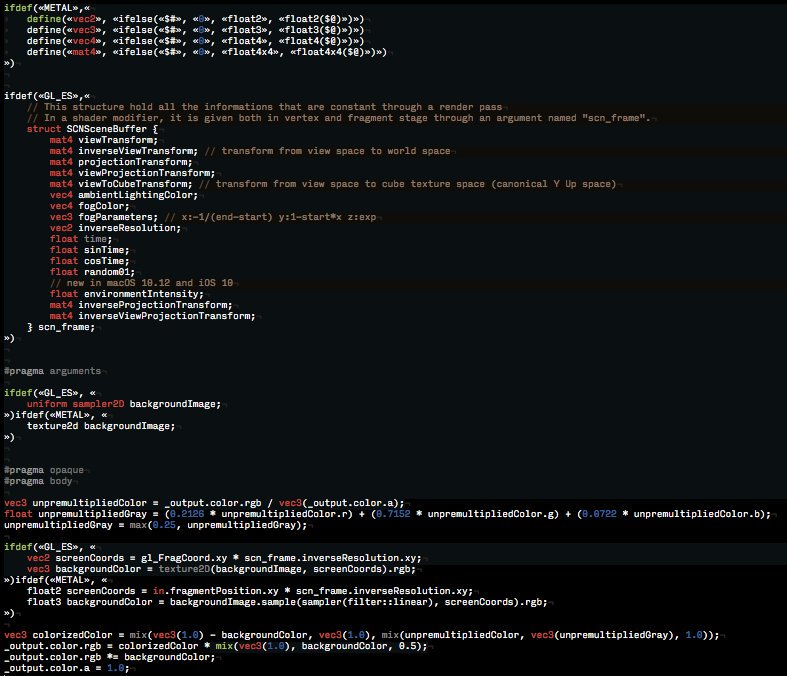 ifdef(«METAL»,«
define(«vec2», «ifelse(«$#», «0», «float2», «float2($@)»)»)
define(«vec3», «ifelse(«$#», «0», «float3», «float3($@)»)»)
define(«vec4», «ifelse(«$#», «0», «float4», «float4($@)»)»)
define(«mat4», «ifelse(«$#», «0», «float4x4», «float4x4($@)»)»)
»)
ifdef(«GL_ES»,«
// This structure hold all the informations that are constant through a render pass
// In a shader modifier, it is given both in vertex and fragment stage through an argument named "scn_frame".
struct SCNSceneBuffer {
mat4 viewTransform;
mat4 inverseViewTransform; // transform from view space to world space
mat4 projectionTransform;
mat4 viewProjectionTransform;
mat4 viewToCubeTransform; // transform from view space to cube texture space (canonical Y Up space)
vec4 ambientLightingColor;
vec4 fogColor;
vec3 fogParameters; // x:-1/(end-start) y:1-start*x z:exp
vec2 inverseResolution;
float time;
float sinTime;
float cosTime;
float random01;
// new in macOS 10.12 and iOS 10
float environmentIntensity;
mat4 inverseProjectionTransform;
mat4 inverseViewProjectionTransform;
} scn_frame;
»)
#pragma arguments
ifdef(«GL_ES», «
uniform sampler2D backgroundImage;
»)ifdef(«METAL», «
texture2d backgroundImage;
»)
#pragma opaque
#pragma body
vec3 unpremultipliedColor = _output.color.rgb / vec3(_output.color.a);
float unpremultipliedGray = (0.2126 * unpremultipliedColor.r) + (0.7152 * unpremultipliedColor.g) + (0.0722 * unpremultipliedColor.b);
unpremultipliedGray = max(0.25, unpremultipliedGray);
ifdef(«GL_ES», «
vec2 screenCoords = gl_FragCoord.xy * scn_frame.inverseResolution.xy;
vec3 backgroundColor = texture2D(backgroundImage, screenCoords).rgb;
»)ifdef(«METAL», «
float2 screenCoords = in.fragmentPosition.xy * scn_frame.inverseResolution.xy;
float3 backgroundColor = backgroundImage.sample(sampler(filter::linear), screenCoords).rgb;
»)
vec3 colorizedColor = mix(vec3(1.0) - backgroundColor, vec3(1.0), mix(unpremultipliedColor, vec3(unpremultipliedGray), 1.0));
_output.color.rgb = colorizedColor * mix(vec3(1.0), backgroundColor, 0.5);
_output.color.rgb *= backgroundColor;
_output.color.a = 1.0;